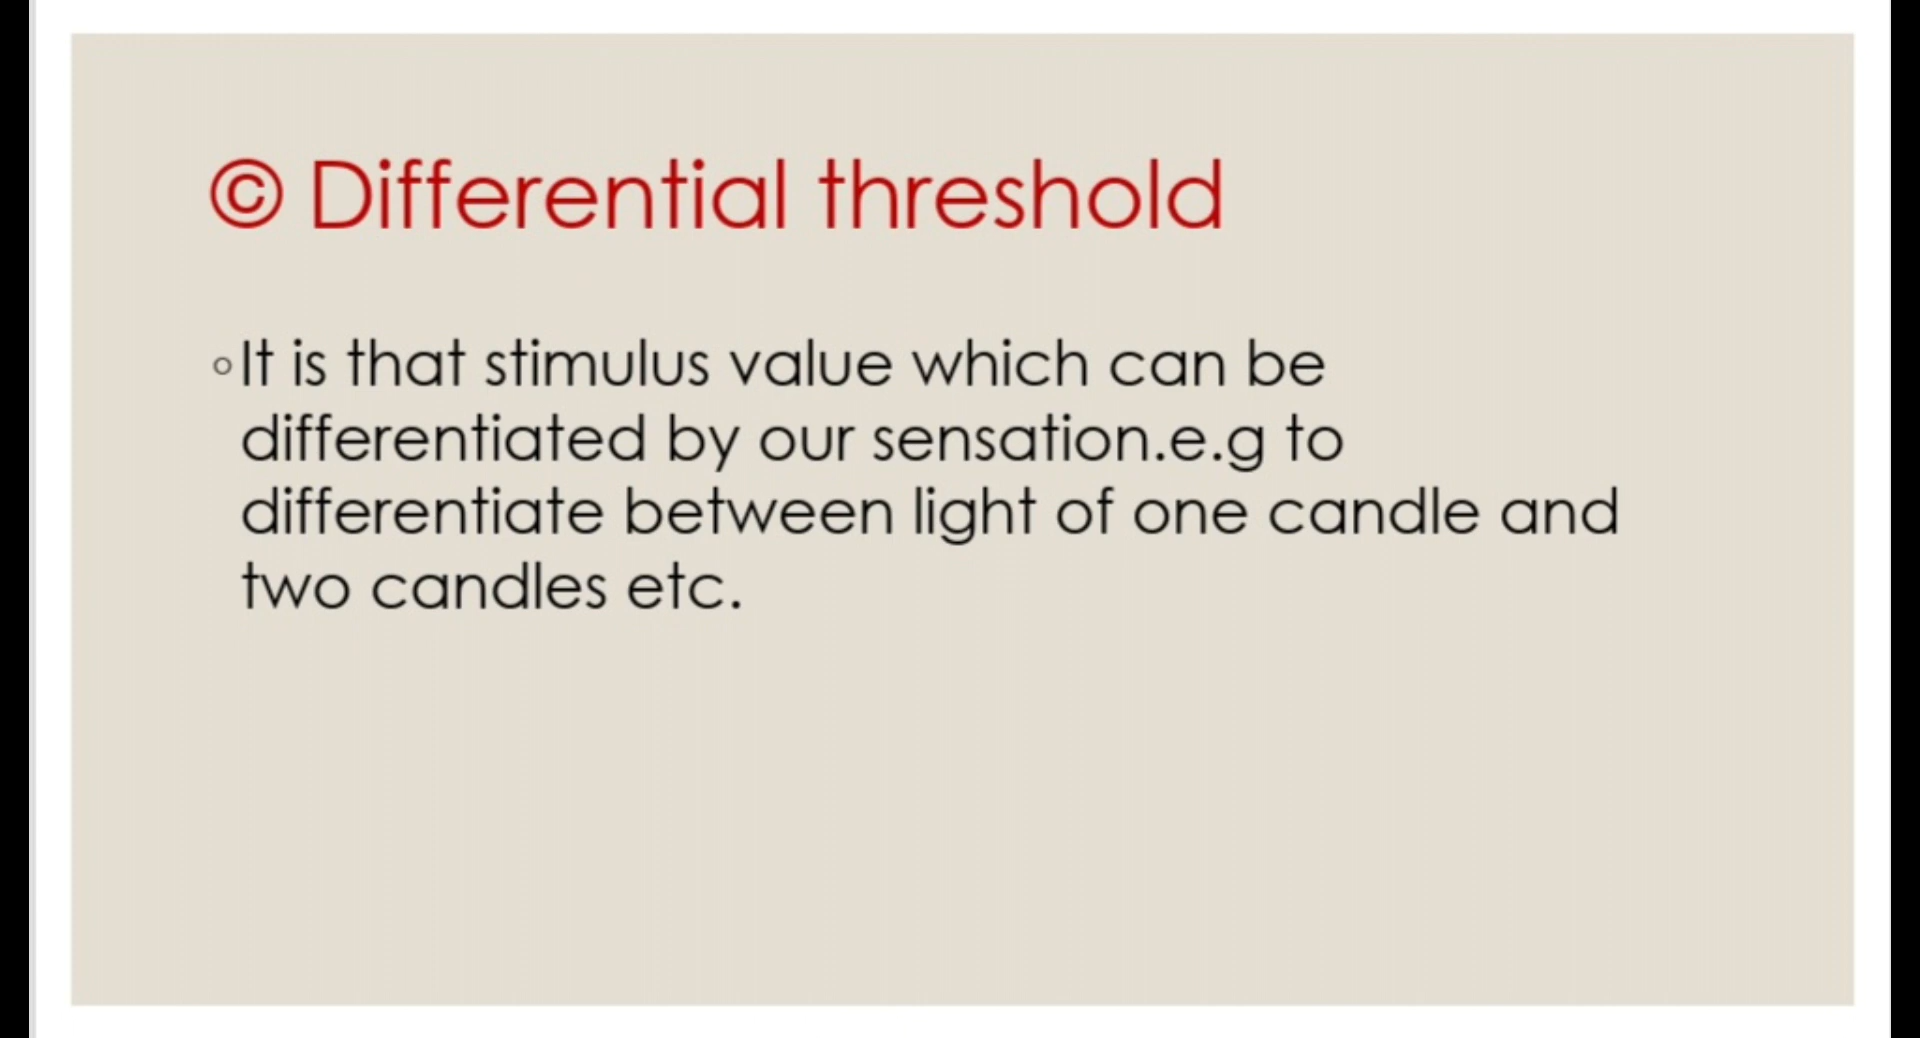 © Differential threshold
◦It is that stimulus value which can be
differentiated by our sensation.e.g to
differentiate between light of one candle and
two candles etc.